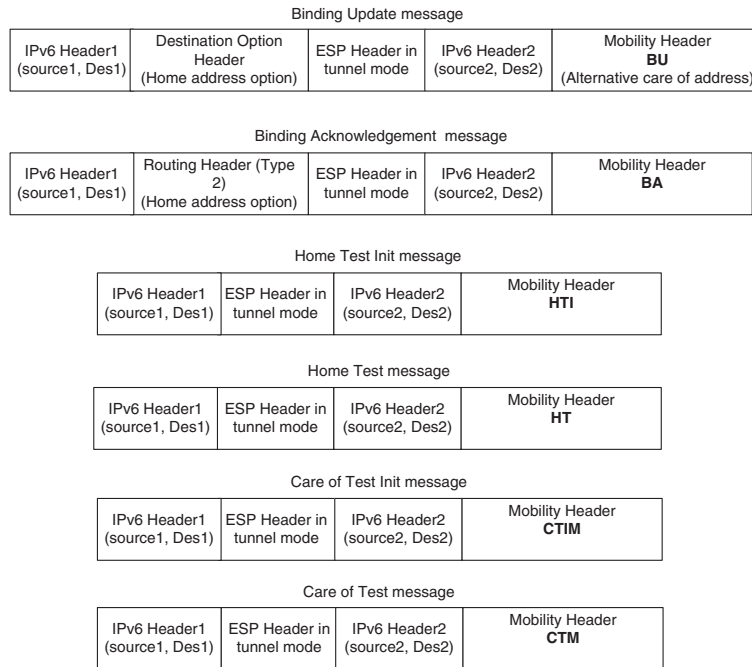 Binding Update message
IPv6 Header1
(source1, Des1)
Destination Option
Header
(Home address option)
ESP Header in
tunnel mode
IPv6 Header2
(source2, Des2)
Mobility Header
BU
(Alternative care of address)
Binding Acknowledgement message
IPv6 Header1
(source1, Des1)
Routing Header (Type
2)
(Home address option)
ESP Header in
tunnel mode
IPv6 Header2
(source2, Des2)
Mobility Header
BA
Home Test Init message
IPv6 Header1
(source1, Des1)
ESP Header in
tunnel mode
IPv6 Header2
(source2, Des2)
Mobility Header
HTI
Home Test message
IPv6 Header1
(source1, Des1)
ESP Header in
tunnel mode
IPv6 Header2
(source2, Des2)
Mobility Header
HT
Care of Test Init message
IPv6 Header1
(source1, Des1)
ESP Header in
tunnel mode
IPv6 Header2
(source2, Des2)
Mobility Header
CTIM
Care of Test message
IPv6 Header1
(source1, Des1)
ESP Header in
tunnel mode
IPv6 Header2
(source2, Des2)
Mobility Header
CTM